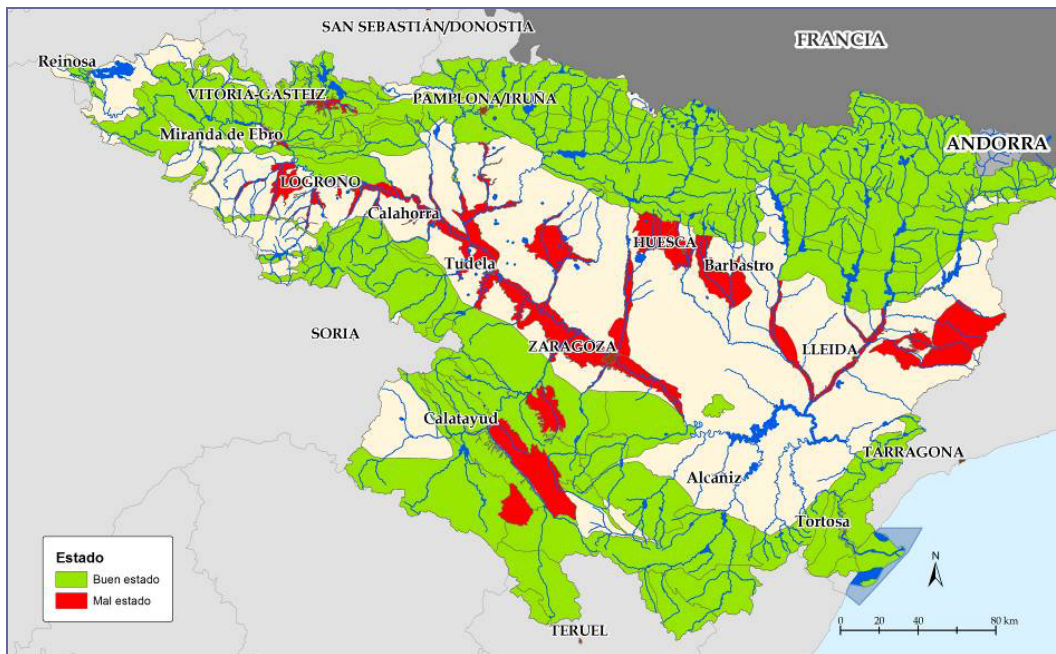 SAN SEBASTIÁN/DONOSTIA
FRANCIA
Reinosa
VITORIA-GASTEIZ
PAMPLONA/IRUÑA
Miranda de Ebro
ANDORRA
LOGROÑO
Calahorra
HUESCA
Barbastro
Tudela
SORIA
ZARAGOZA
LLEIDA
Calatayud
TARRAGONA
Alcañiz
Tortosa
Estado
Buen estado
Mal estado
N
0 20 40 80 km
TERUEL